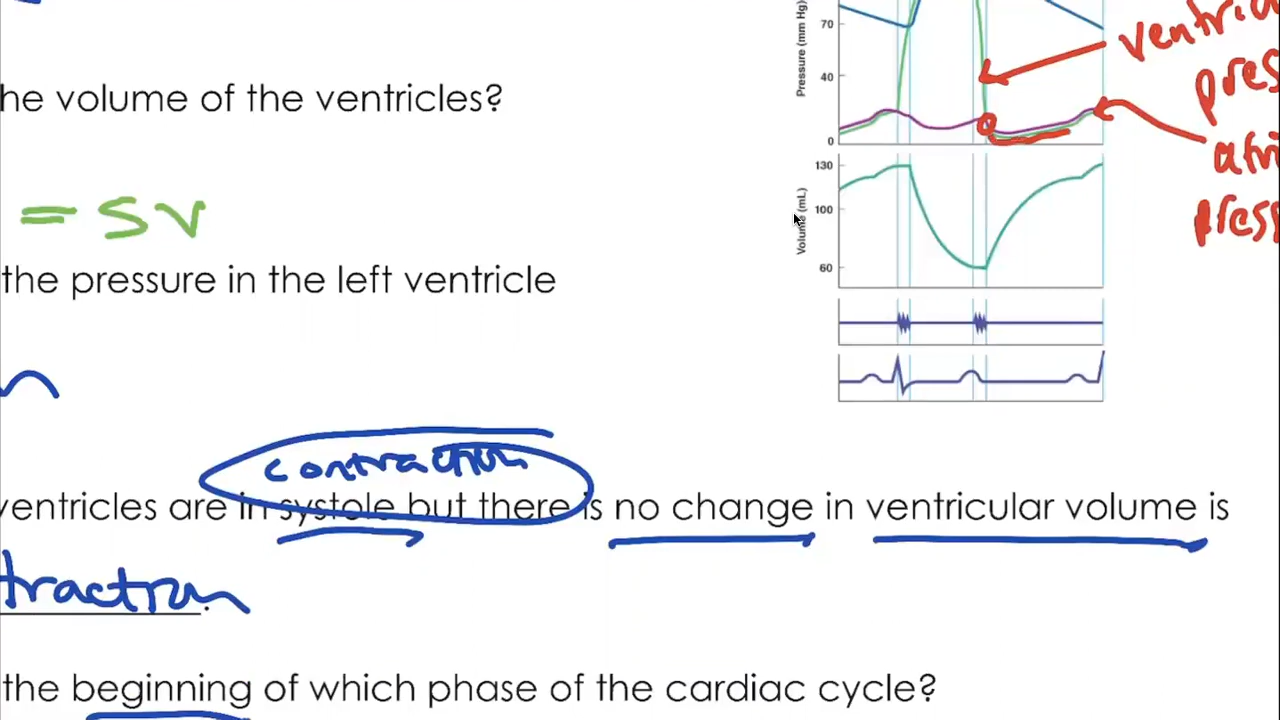 he volume of the ventricles?
= SV
the pressure in the left ventricle
contraction
ventricles are in systole but there is no change in ventricular volume is
traction.
the beginning of which phase of the cardiac cycle?
Pressure (mm Hg)
70
40
0
Volume (mL)
130
100
60
ventric
pres
atri
press